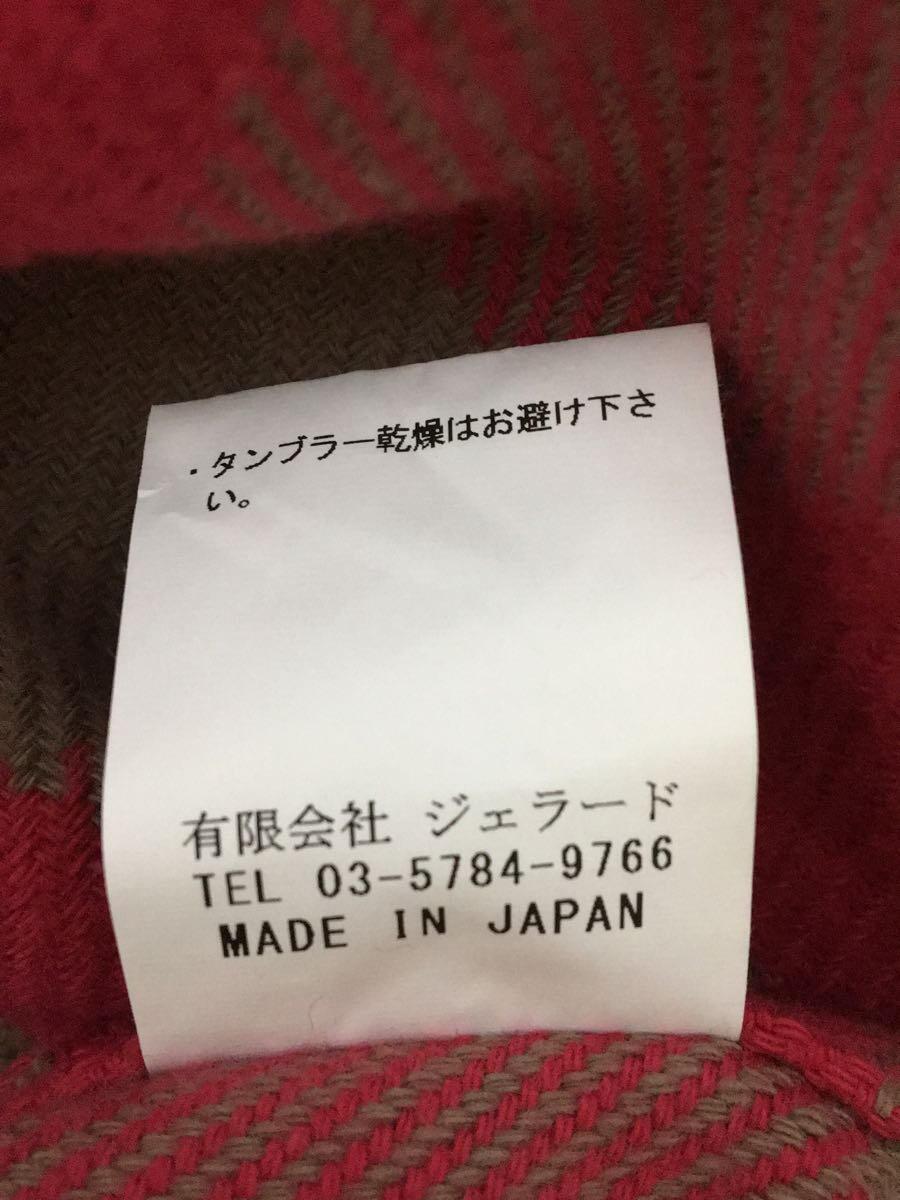 ・タンブラー乾燥はお避け下さ
い。
有限会社 ジェラード
TEL 03-5784-9766
MADE IN JAPAN